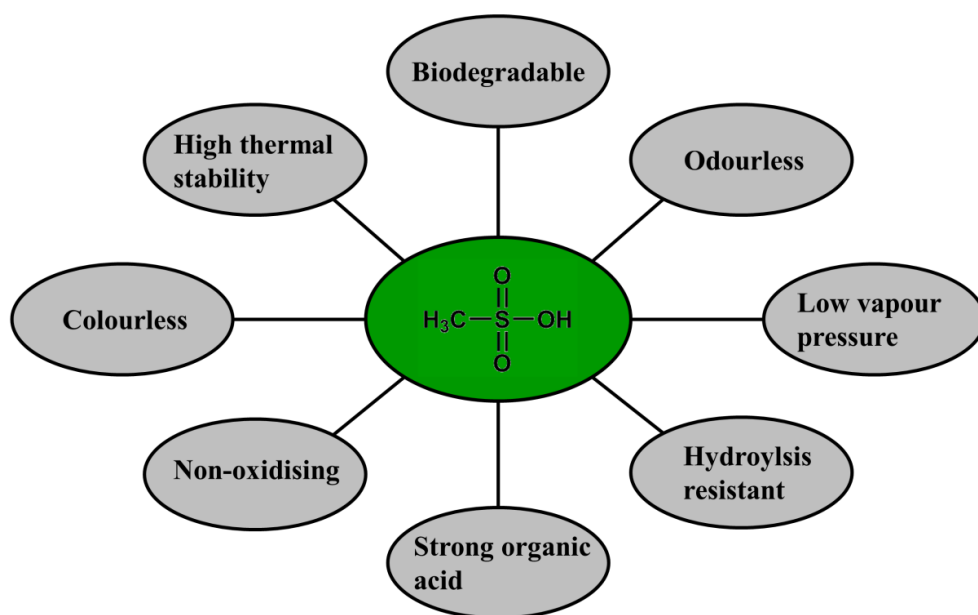 Biodegradable
High thermal
stability
Odourless
Colourless
O
H₃C—S—OH
O
Low vapour
pressure
Non-oxidising
Hydroylsis
resistant
Strong organic
acid